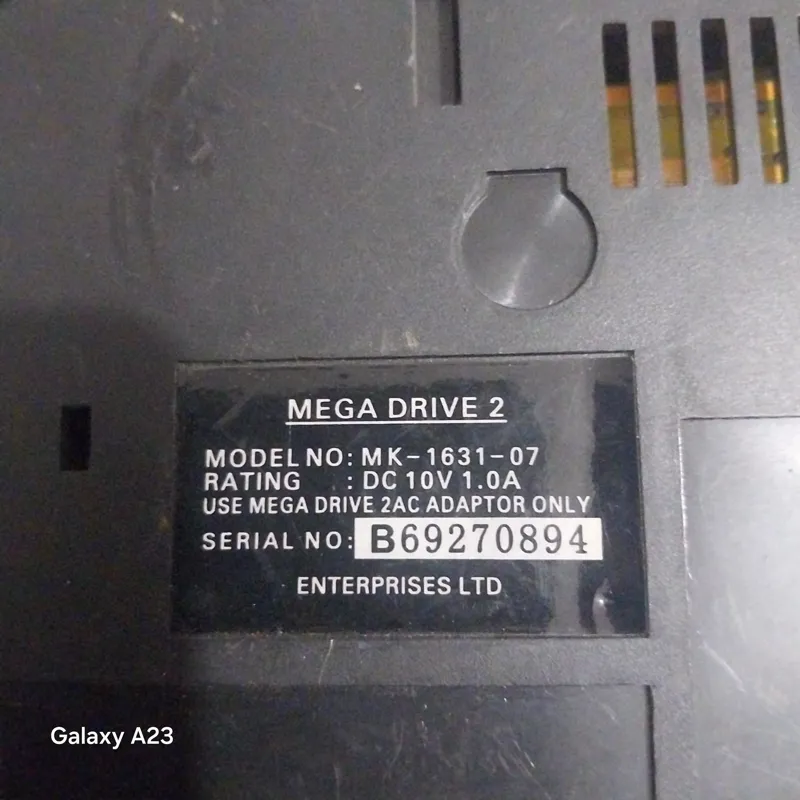 MEGA DRIVE 2
MODEL NO: MK-1631-07
RATING : DC 10V 1.0A
USE MEGA DRIVE 2AC ADAPTOR ONLY
SERIAL NO: B69270894
ENTERPRISES LTD
Galaxy A23